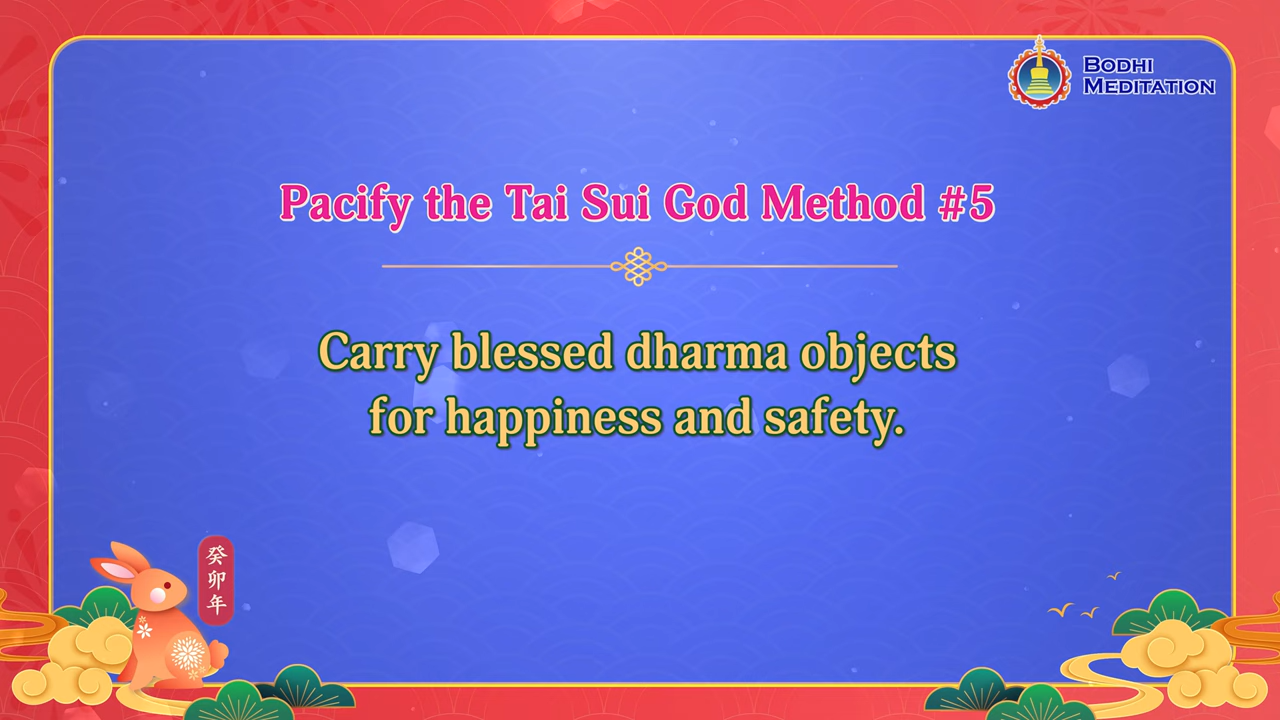 BODHI
MEDITATION
Pacify the Tai Sui God Method #5
Carry blessed dharma objects
for happiness and safety.
癸卯年